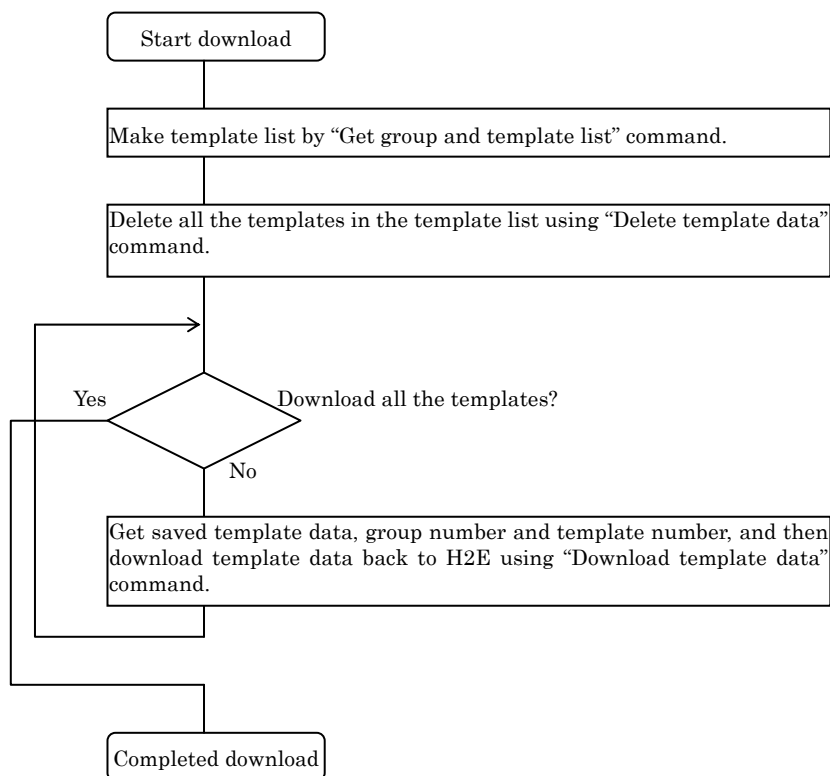 Start download
Make template list by “Get group and template list” command.
Delete all the templates in the template list using “Delete template data”
command.
Yes
Download all the templates?
No
Get saved template data, group number and template number, and then
download template data back to H2E using “Download template data”
command.
Completed download